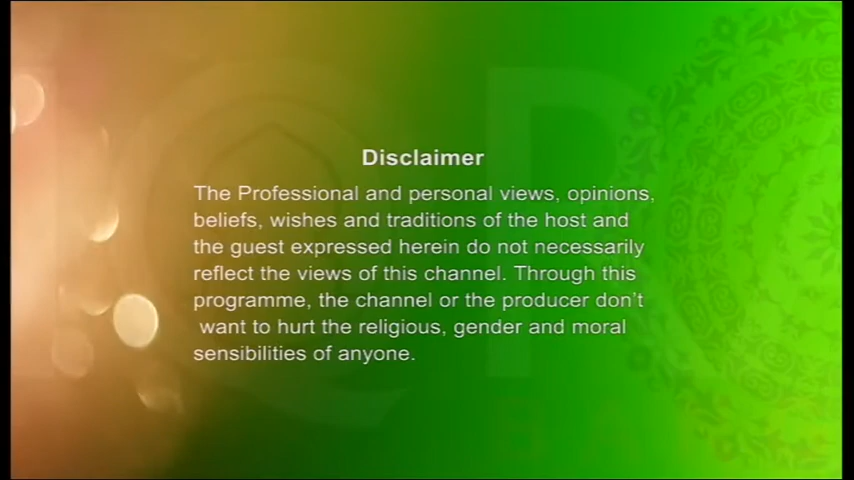 Disclaimer
The Professional and personal views, opinions,
beliefs, wishes and traditions of the host and
the guest expressed herein do not necessarily
reflect the views of this channel. Through this
programme, the channel or the producer don't
want to hurt the religious, gender and moral
sensibilities of anyone.